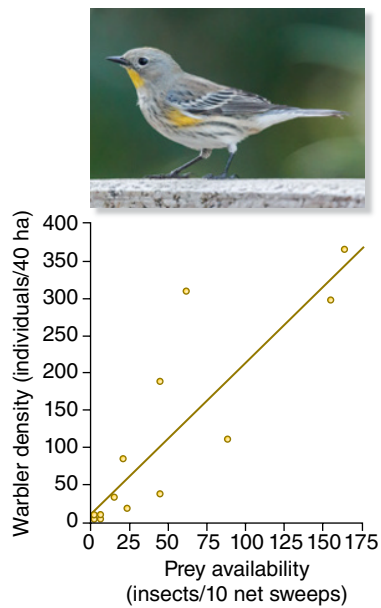 Warbler density (individuals/40 ha)
400
350
300
250
200
150
100
50
0
0 25 50 75 100 125 150 175
Prey availability
(insects/10 net sweeps)